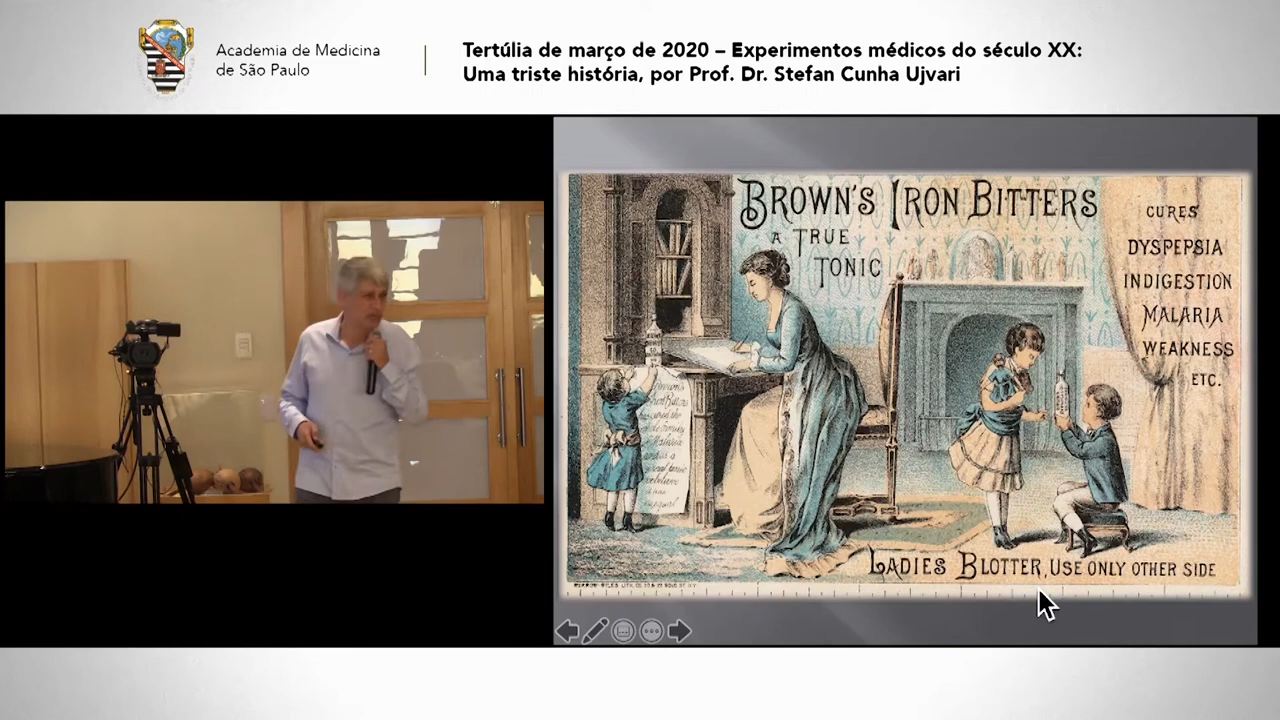 Academia de Medicina
de São Paulo
Tertúlia de março de 2020 – Experimentos médicos do século XX:
Uma triste história, por Prof. Dr. Stefan Cunha Ujvari
BROWN'S IRON BITTERS
A TRUE
TONIC
CURES
DYSPEPSIA
INDIGESTION
MALARIA
WEAKNESS
ETC.
LADIES BLOTTER, USE ONLY OTHER SIDE